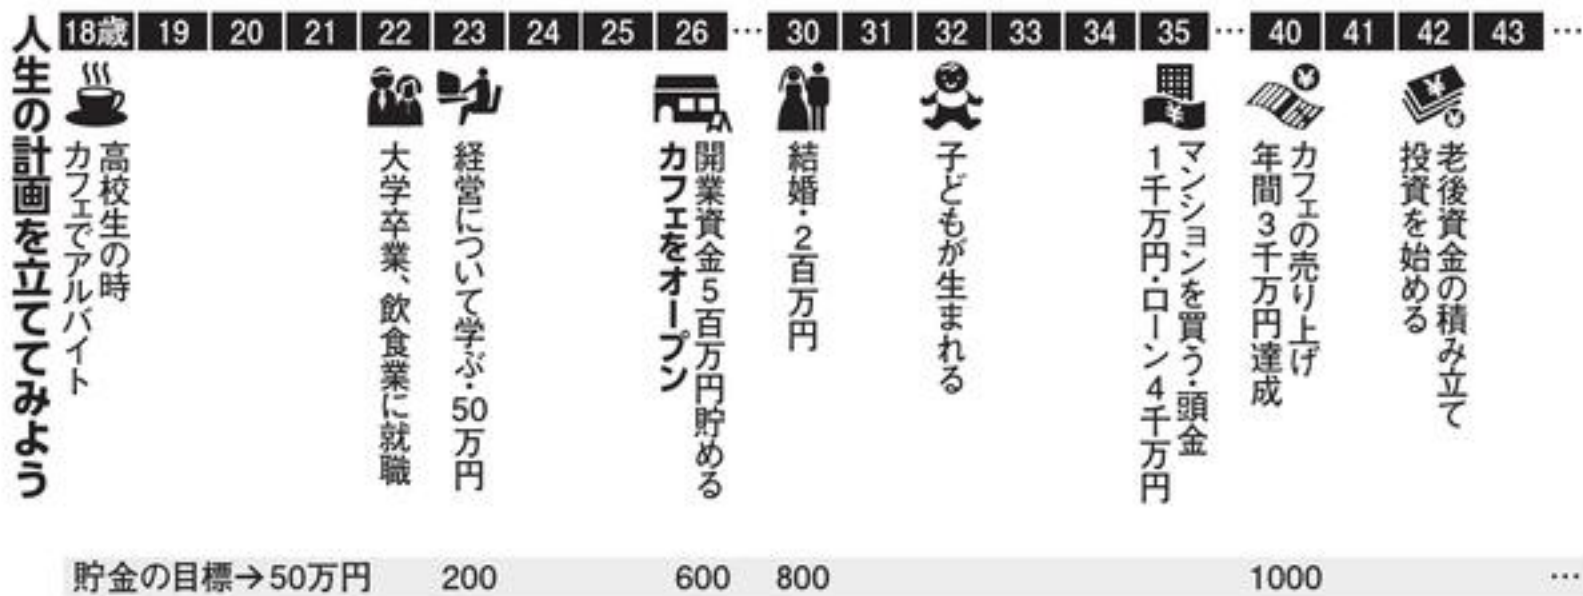 人生の計画を立ててみよう
18歳 19 20 21 22 23 24 25 26 … 30 31 32 33 34 35 … 40 41 42 43 …
高校生の時
カフェでアルバイト
大学卒業、飲食業に就職
経営について学ぶ・50万円
開業資金5百万円貯める
カフェをオープン
結婚・2百万円
子どもが生まれる
マンションを買う・頭金
1千万円・ローン4千万円
カフェの売り上げ
年間3千万円達成
老後資金の積み立て
投資を始める
貯金の目標→50万円 200 600 800 1000 …